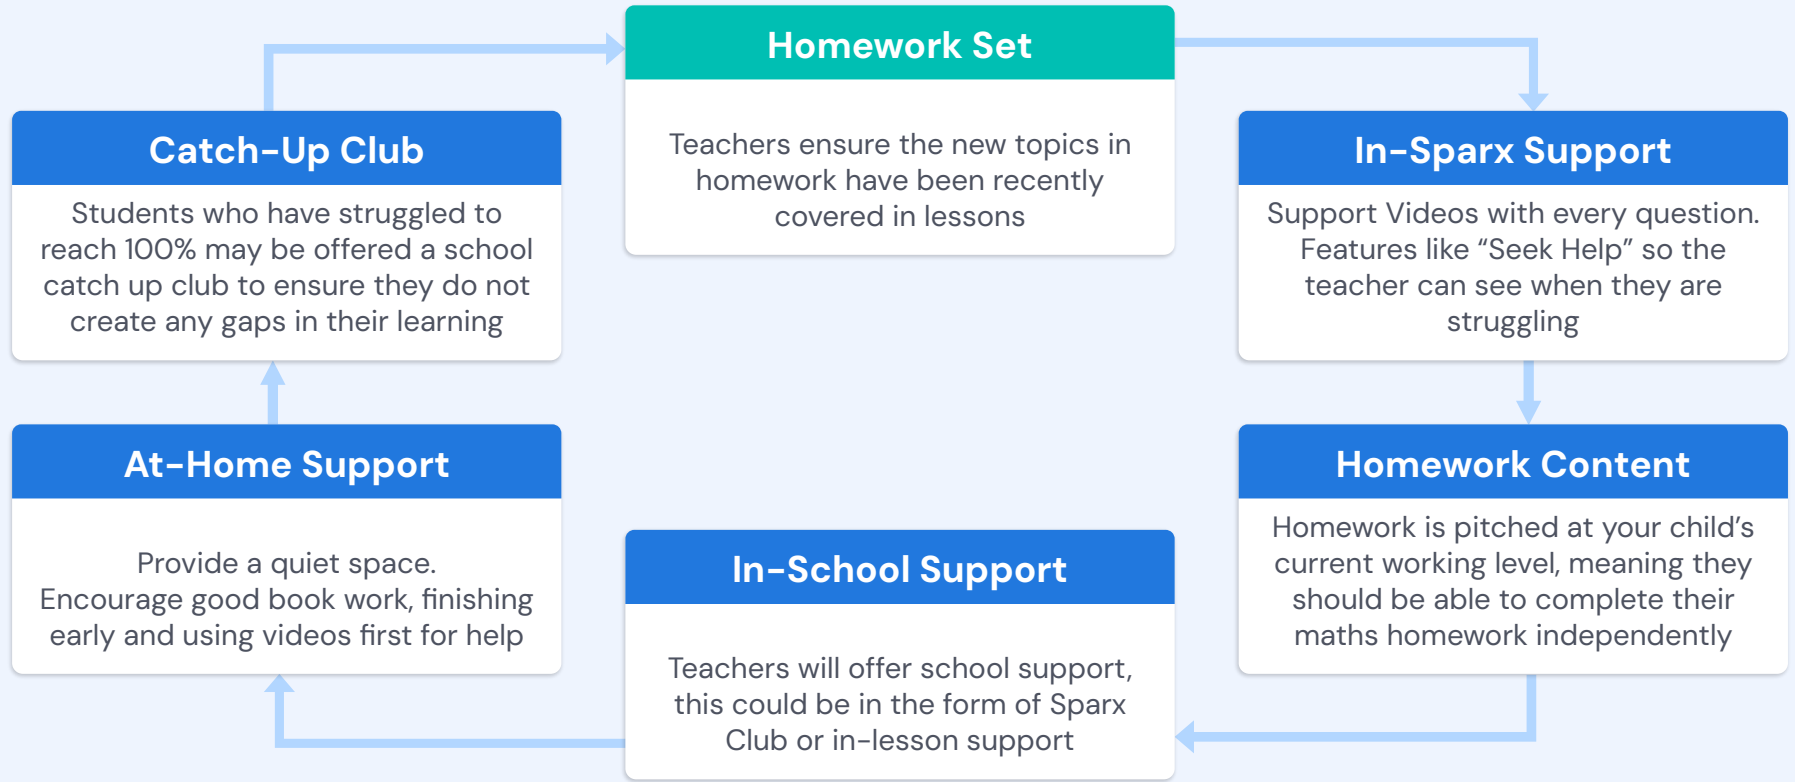 Homework Set
Teachers ensure the new topics in
homework have been recently
covered in lessons
In-Sparx Support
Support Videos with every question.
Features like “Seek Help” so the
teacher can see when they are
struggling
Homework Content
Homework is pitched at your child’s
current working level, meaning they
should be able to complete their
maths homework independently
In-School Support
Teachers will offer school support,
this could be in the form of Sparx
Club or in-lesson support
At-Home Support
Provide a quiet space.
Encourage good book work, finishing
early and using videos first for help
Catch-Up Club
Students who have struggled to
reach 100% may be offered a school
catch up club to ensure they do not
create any gaps in their learning